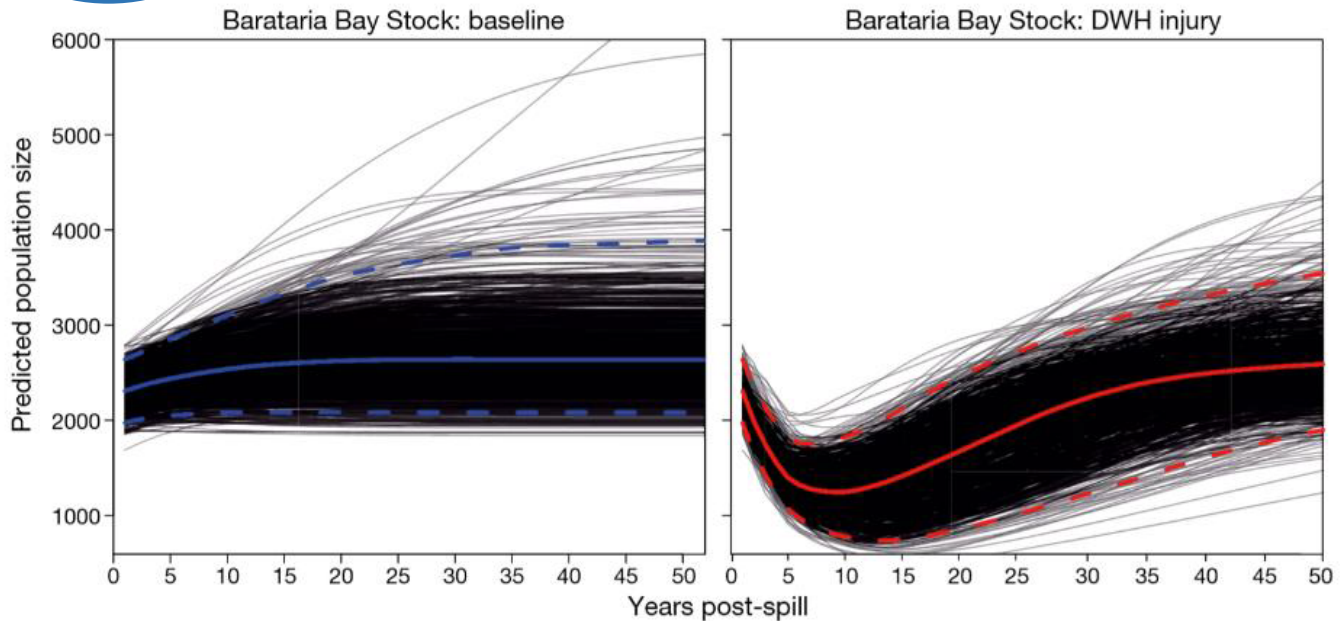 Barataria Bay Stock: baseline
Barataria Bay Stock: DWH injury
Predicted population size
6000
5000
4000
3000
2000
1000
0 5 10 15 20 25 30 35 40 45 50
0 5 10 15 20 25 30 35 40 45 50
Years post-spill